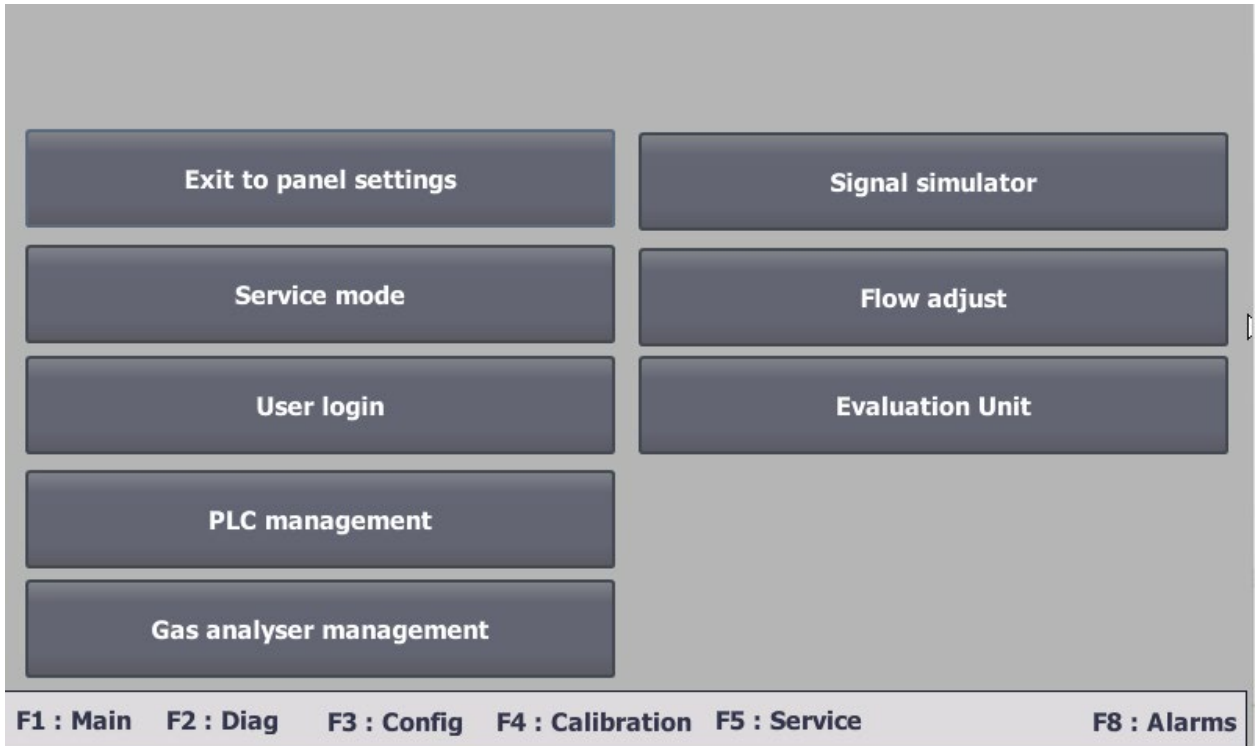 Exit to panel settings
Signal simulator
Service mode
Flow adjust
User login
Evaluation Unit
PLC management
Gas analyser management
F1 : Main F2 : Diag F3 : Config F4 : Calibration F5 : Service F8 : Alarms